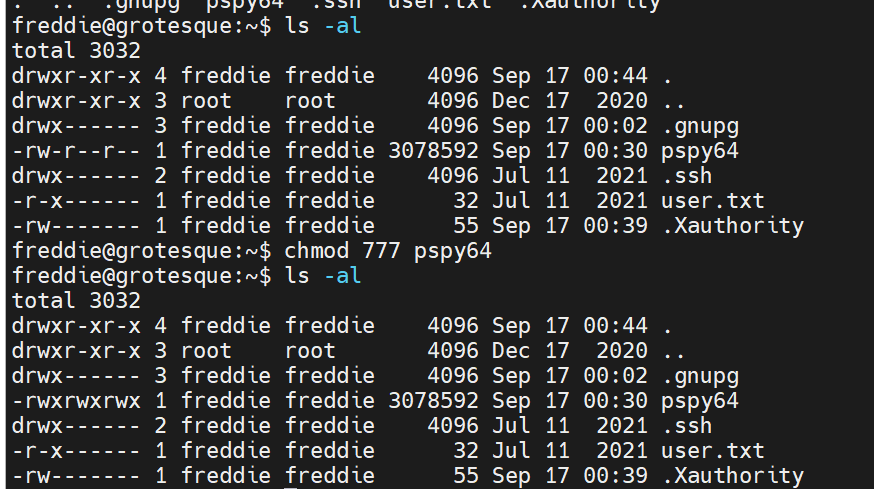 .  ..  .gnupg  pspy64  .ssh  user.txt  .Xauthority
freddie@grotesque:~$ ls -al
total 3032
drwxr-xr-x 4 freddie freddie    4096 Sep 17 00:44 .
drwxr-xr-x 3 root    root       4096 Dec 17  2020 ..
drwx------ 3 freddie freddie    4096 Sep 17 00:02 .gnupg
-rw-r--r-- 1 freddie freddie 3078592 Sep 17 00:30 pspy64
drwx------ 2 freddie freddie    4096 Jul 11  2021 .ssh
-r-x------ 1 freddie freddie      32 Jul 11  2021 user.txt
-rw------- 1 freddie freddie      55 Sep 17 00:39 .Xauthority
freddie@grotesque:~$ chmod 777 pspy64
freddie@grotesque:~$ ls -al
total 3032
drwxr-xr-x 4 freddie freddie    4096 Sep 17 00:44 .
drwxr-xr-x 3 root    root       4096 Dec 17  2020 ..
drwx------ 3 freddie freddie    4096 Sep 17 00:02 .gnupg
-rwxrwxrwx 1 freddie freddie 3078592 Sep 17 00:30 pspy64
drwx------ 2 freddie freddie    4096 Jul 11  2021 .ssh
-r-x------ 1 freddie freddie      32 Jul 11  2021 user.txt
-rw------- 1 freddie freddie      55 Sep 17 00:39 .Xauthority